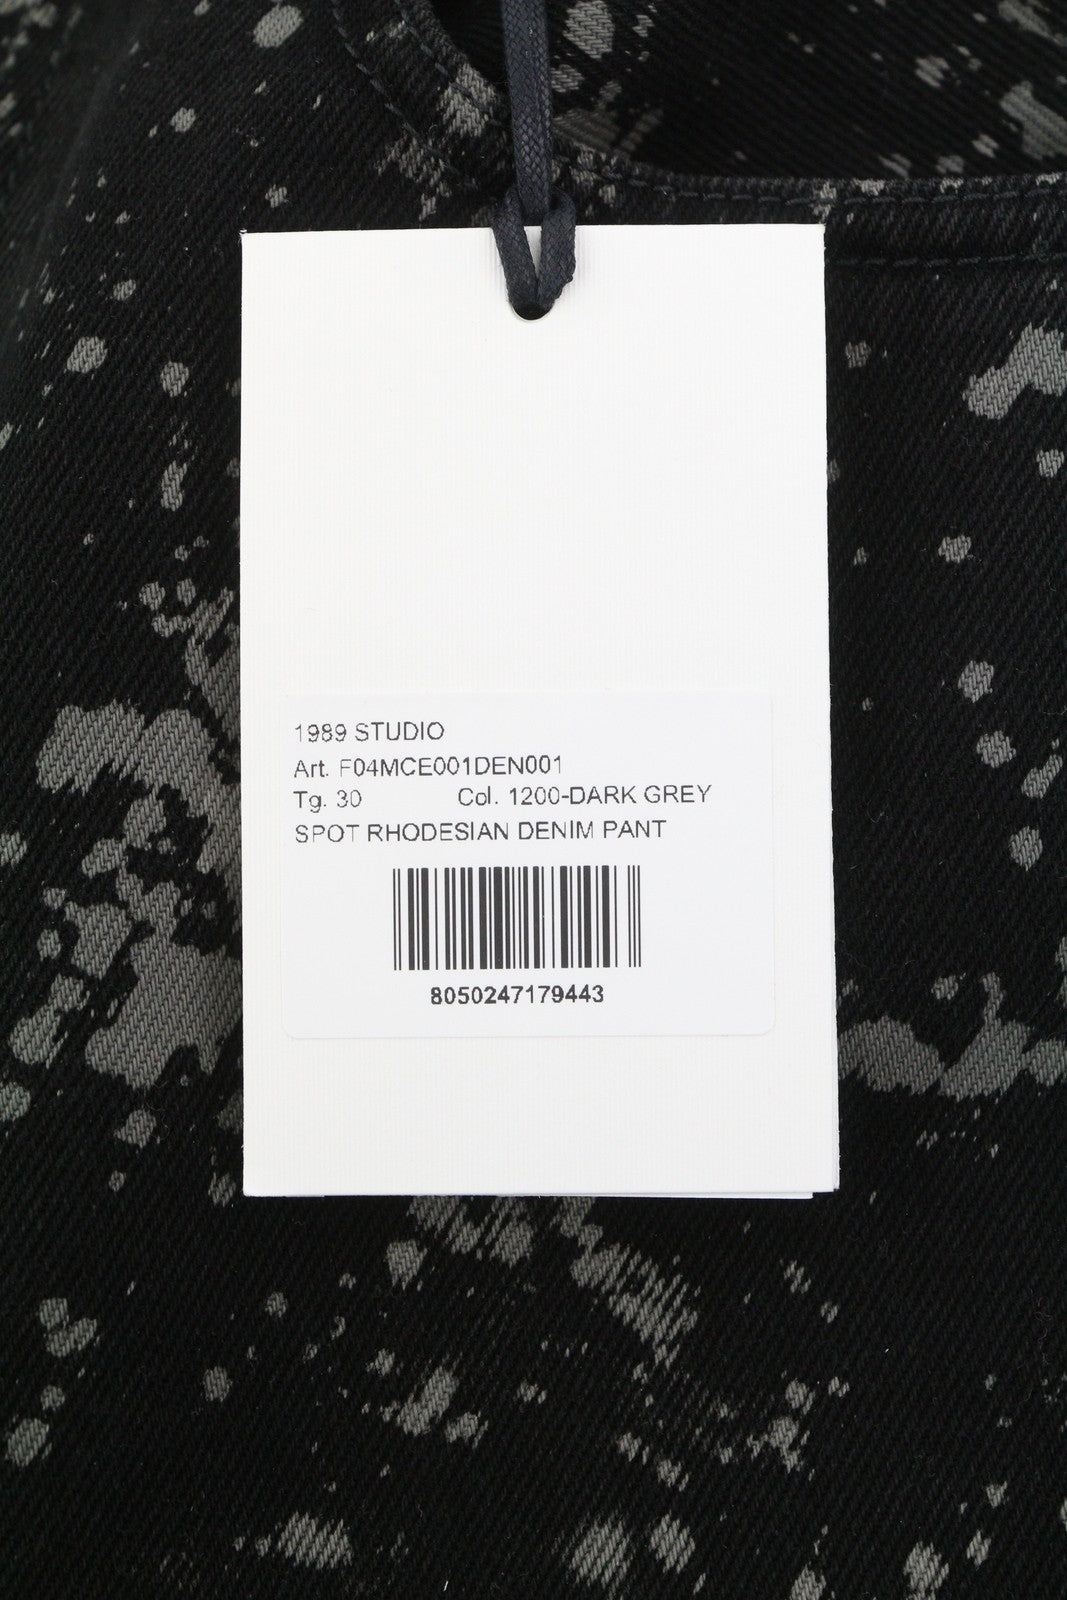 1989 STUDIO
Art. F04MCE001DEN001
Tg. 30 Col. 1200-DARK GREY
SPOT RHODESIAN DENIM PANT
8050247179443